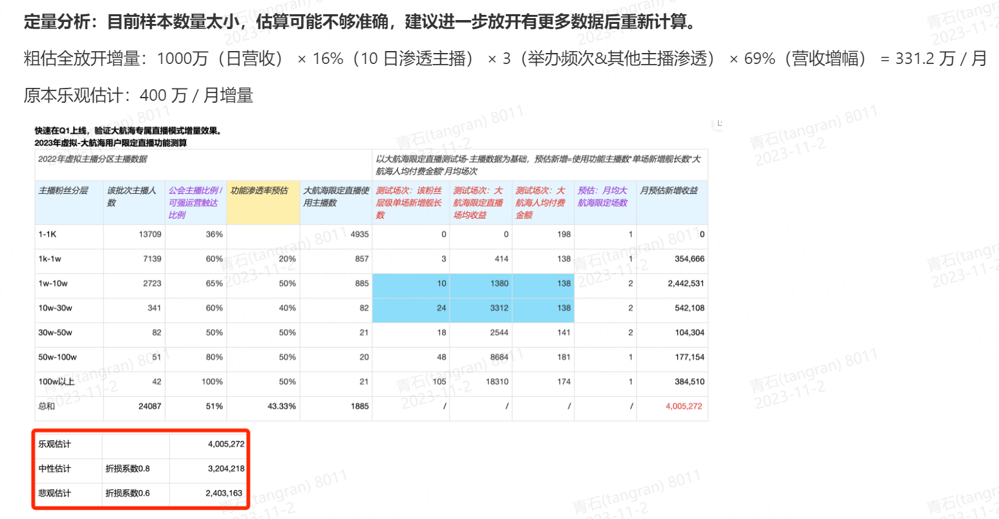 定量分析：目前样本数量太小，估算可能不够准确，建议进一步放开有更多数据后重新计算。
粗估全放开增量：1000万（日营收） × 16%（10 日渗透主播） × 3（举办频次&其他主播渗透） × 69%（营收增幅） = 331.2 万 / 月
原本乐观估计：400 万 / 月增量
快速在Q1上线，验证大航海专属直播模式增量效果。
2023年虚拟-大航海用户限定直播功能测算
2022年虚拟主播分区主播数据 以大航海限定直播测试场-主播数据为基础，预估新增=使用功能主播数*单场新增舰长数*大航海人均付费金额*月均场次
主播粉丝分层 该批次主播人数 公会主播比例 / 可强运营触达比例 功能渗透率预估 大航海限定直播使用主播数 测试场次：该粉丝层级单场新增舰长数 测试场次：大航海限定直播场均收益 测试场次：大航海人均付费金额 预估：月均大航海限定场数 月预估新增收益
1-1K 13709 36% 4935 0 0 198 1 0
1k-1w 7139 60% 20% 857 3 414 138 1 354,666
1w-10w 2723 65% 50% 885 10 1380 138 2 2,442,531
10w-30w 341 60% 40% 82 24 3312 138 2 542,108
30w-50w 82 50% 50% 21 18 2544 141 2 104,304
50w-100w 51 80% 50% 20 48 8684 181 1 177,154
100w以上 42 100% 50% 21 105 18310 174 1 384,510
总和 24087 51% 43.33% 1885 / / / / 4,005,272
乐观估计 4,005,272
中性估计 折损系数0.8 3,204,218
悲观估计 折损系数0.6 2,403,163
青石(tangran) 8011
2023-11-2